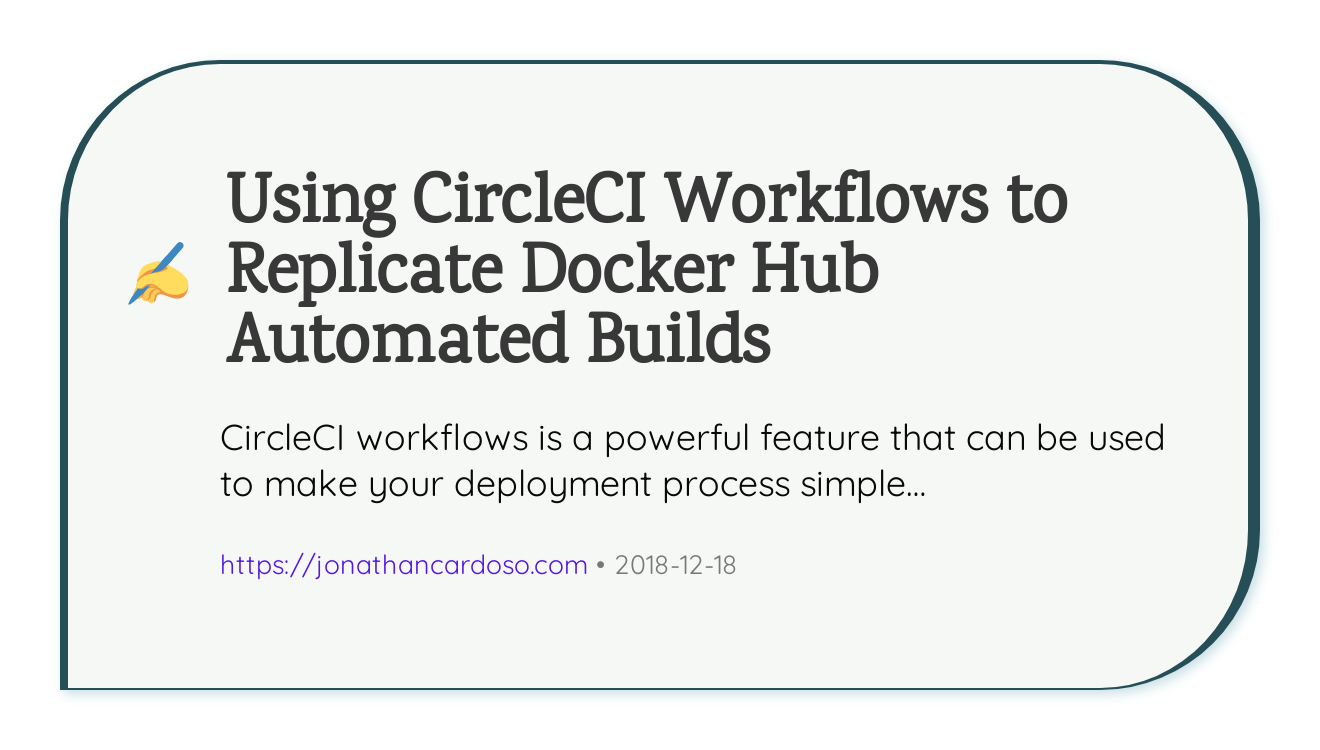 Using CircleCI Workflows to
Replicate Docker Hub
Automated Builds
CircleCI workflows is a powerful feature that can be used
to make your deployment process simple...
https://jonathancardoso.com • 2018-12-18